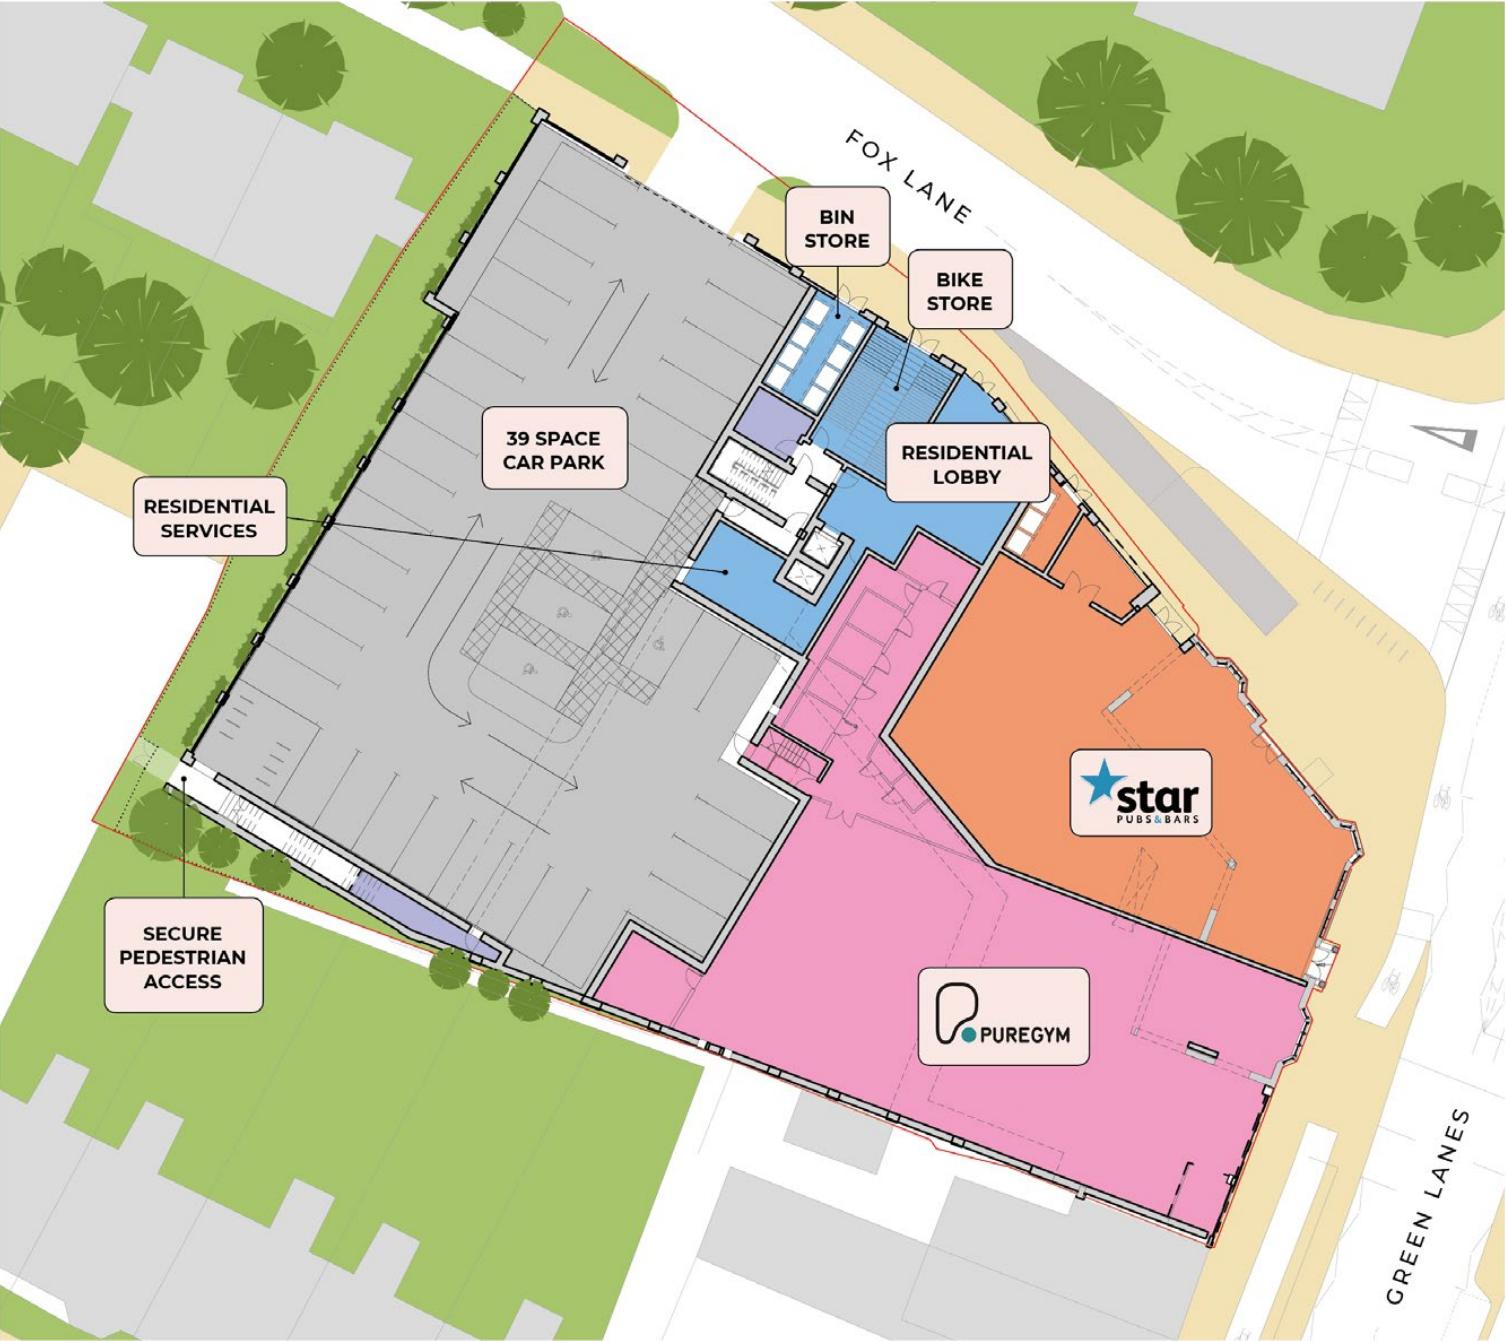 FOX LANE
BIN
STORE
BIKE
STORE
39 SPACE
CAR PARK
RESIDENTIAL
LOBBY
RESIDENTIAL
SERVICES
star
PUBS&BARS
SECURE
PEDESTRIAN
ACCESS
PUREGYM
GREEN LANES